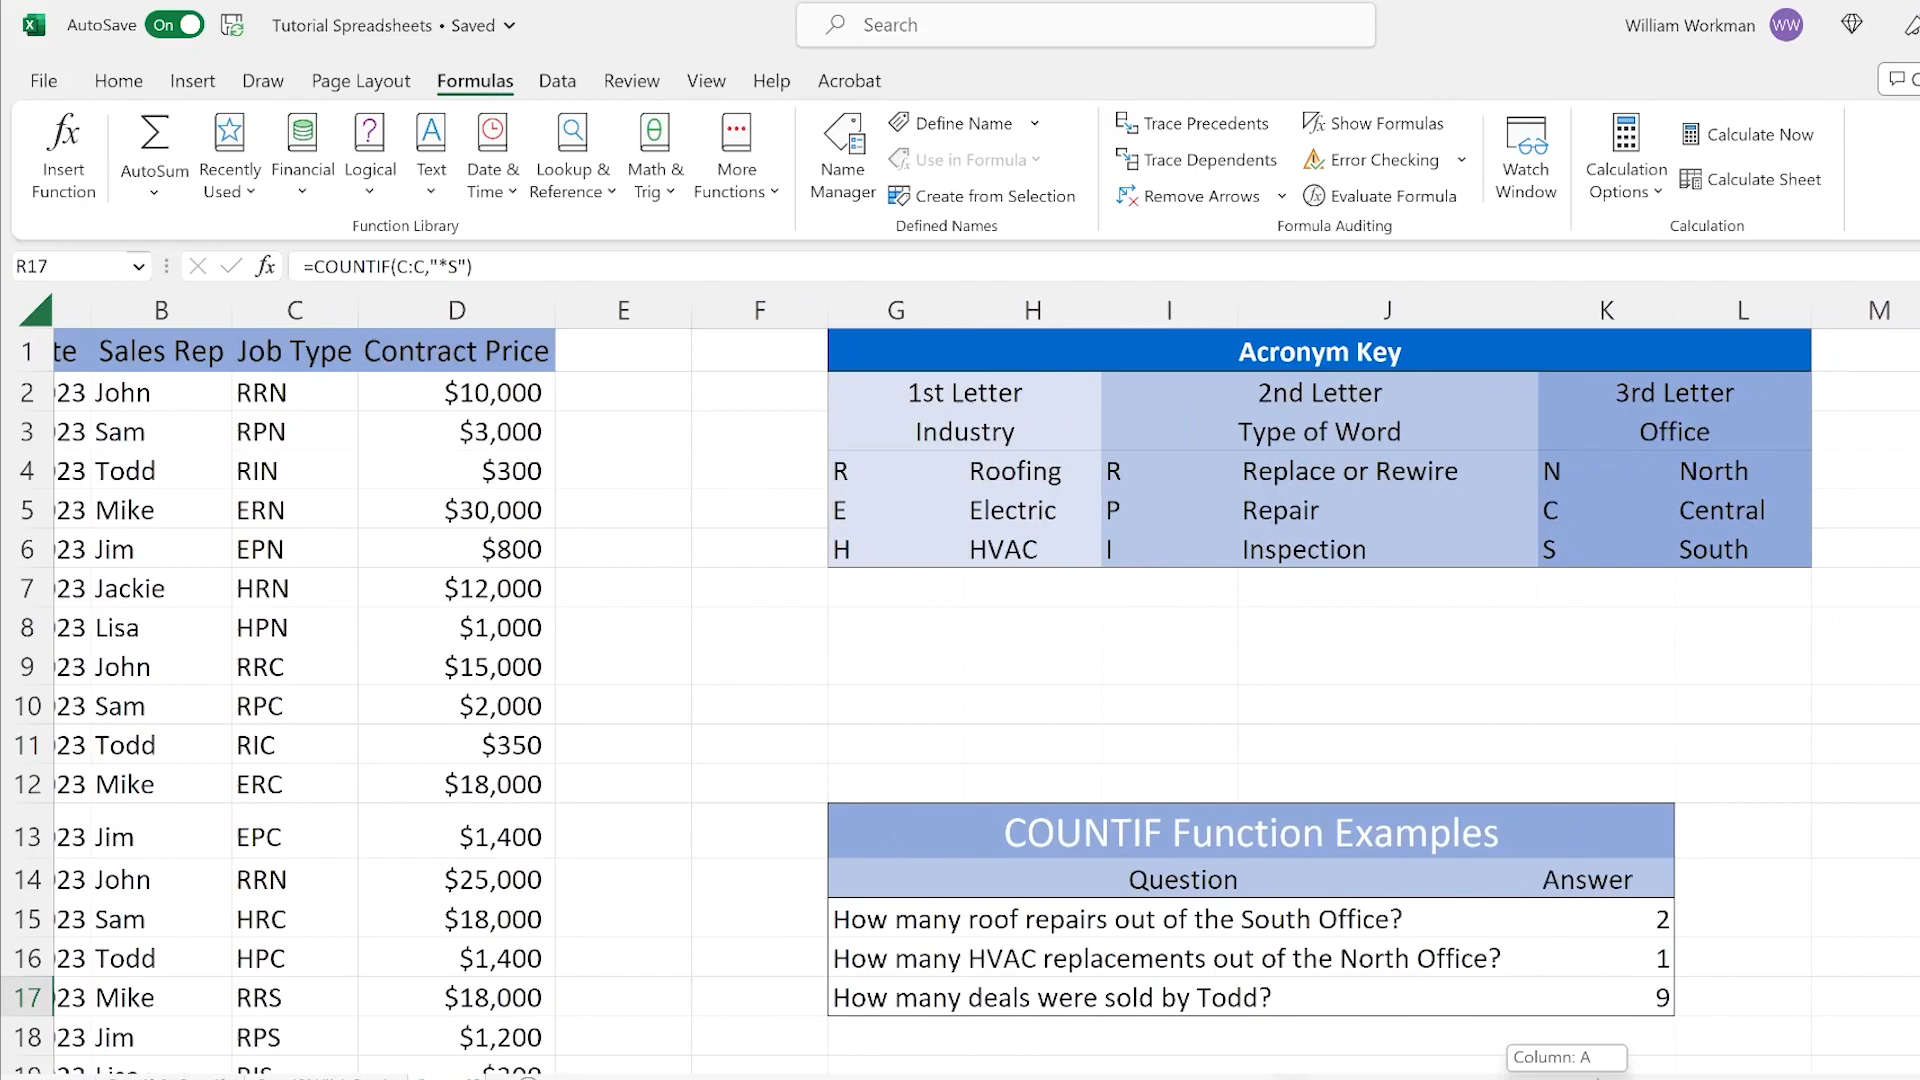 AutoSave On Tutorial Spreadsheets • Saved Search William Workman WW
File Home Insert Draw Page Layout Formulas Data Review View Help Acrobat
fx Insert Function
AutoSum
Recently Used
Financial
Logical
Text
Date & Time
Lookup & Reference
Math & Trig
More Functions
Function Library
Name Manager
Define Name
Use in Formula
Create from Selection
Defined Names
Trace Precedents
Trace Dependents
Remove Arrows
Show Formulas
Error Checking
Evaluate Formula
Formula Auditing
Watch Window
Calculation Options
Calculate Now
Calculate Sheet
Calculation
R17 fx =COUNTIF(C:C,"*S")
B C D E F G H I J K L M
1 te Sales Rep Job Type Contract Price Acronym Key
2 23 John RRN $10,000 1st Letter 2nd Letter 3rd Letter
3 23 Sam RPN $3,000 Industry Type of Word Office
4 23 Todd RIN $300 R Roofing R Replace or Rewire N North
5 23 Mike ERN $30,000 E Electric P Repair C Central
6 23 Jim EPN $800 H HVAC I Inspection S South
7 23 Jackie HRN $12,000
8 23 Lisa HPN $1,000
9 23 John RRC $15,000
10 23 Sam RPC $2,000
11 23 Todd RIC $350
12 23 Mike ERC $18,000
13 23 Jim EPC $1,400 COUNTIF Function Examples
14 23 John RRN $25,000 Question Answer
15 23 Sam HRC $18,000 How many roof repairs out of the South Office? 2
16 23 Todd HPC $1,400 How many HVAC replacements out of the North Office? 1
17 23 Mike RRS $18,000 How many deals were sold by Todd? 9
18 23 Jim RPS $1,200
Column: A